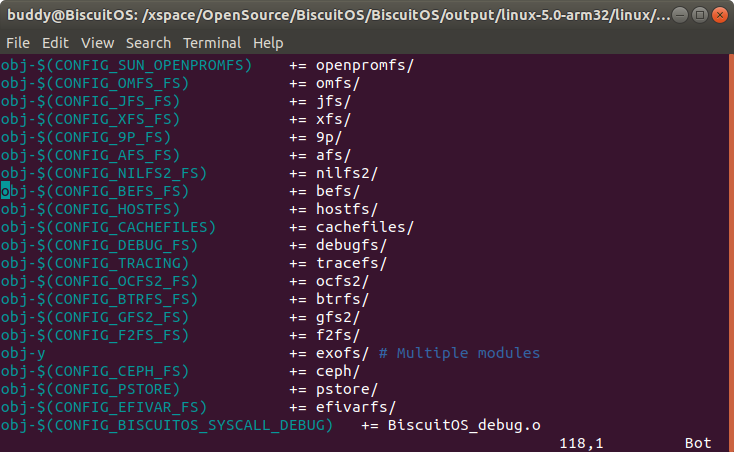 buddy@BiscuitOS: /xspace/OpenSource/BiscuitOS/BiscuitOS/output/linux-5.0-arm32/linux/...
File Edit View Search Terminal Help
obj-$(CONFIG_SUN_OPENPROMFS) += openpromfs/
obj-$(CONFIG_OMFS_FS) += omfs/
obj-$(CONFIG_JFS_FS) += jfs/
obj-$(CONFIG_XFS_FS) += xfs/
obj-$(CONFIG_9P_FS) += 9p/
obj-$(CONFIG_AFS_FS) += afs/
obj-$(CONFIG_NILFS2_FS) += nilfs2/
obj-$(CONFIG_BEFS_FS) += befs/
obj-$(CONFIG_HOSTFS) += hostfs/
obj-$(CONFIG_CACHEFILES) += cachefiles/
obj-$(CONFIG_DEBUG_FS) += debugfs/
obj-$(CONFIG_TRACING) += tracefs/
obj-$(CONFIG_OCFS2_FS) += ocfs2/
obj-$(CONFIG_BTRFS_FS) += btrfs/
obj-$(CONFIG_GFS2_FS) += gfs2/
obj-$(CONFIG_F2FS_FS) += f2fs/
obj-y += exofs/ # Multiple modules
obj-$(CONFIG_CEPH_FS) += ceph/
obj-$(CONFIG_PSTORE) += pstore/
obj-$(CONFIG_EFIVAR_FS) += efivarfs/
obj-$(CONFIG_BISCUITOS_SYSCALL_DEBUG) += BiscuitOS_debug.o
118,1 Bot